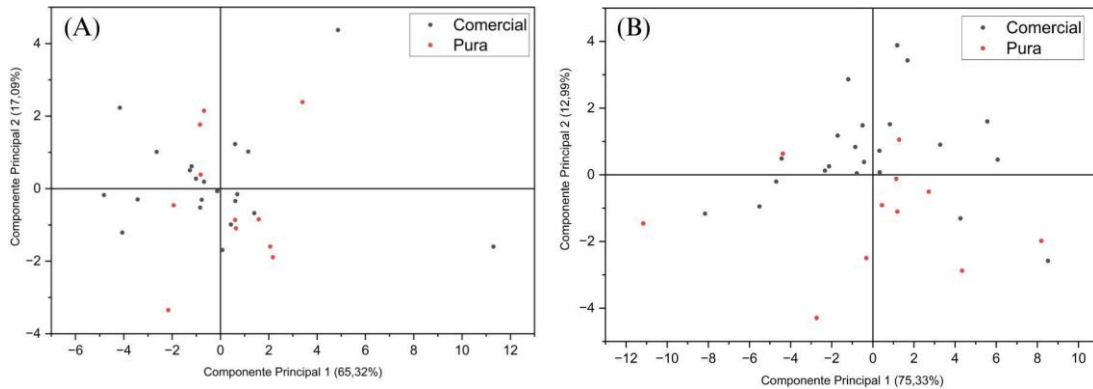 (A)
Comercial
Pura
4
2
0
−2
−4
Componente Principal 2 (17,09%)
−6 −4 −2 0 2 4 6 8 10 12
Componente Principal 1 (65,32%)
(B)
Comercial
Pura
4
2
0
−2
−4
Componente Principal 2 (12,99%)
−12 −10 −8 −6 −4 −2 0 2 4 6 8 10
Componente Principal 1 (75,33%)